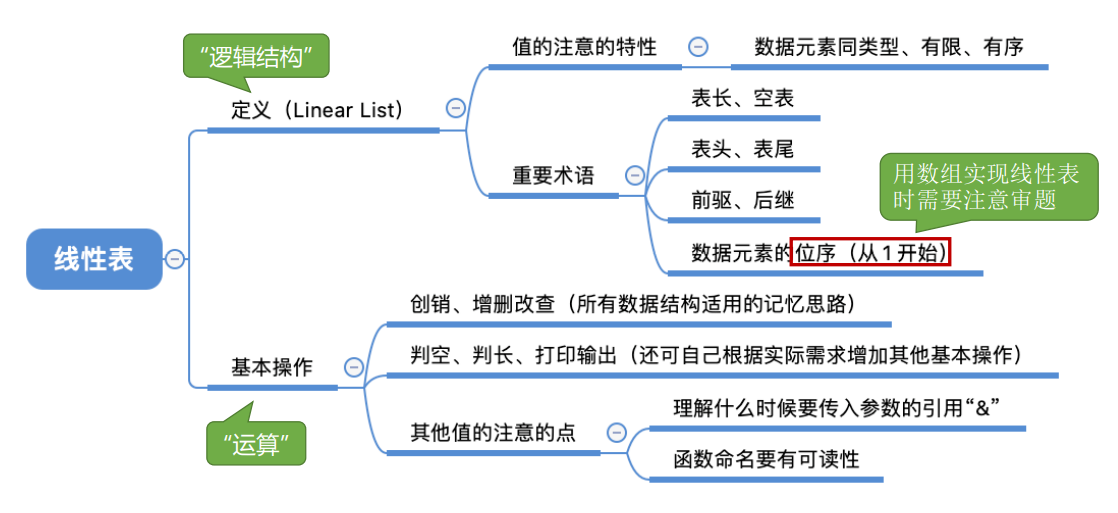 线性表
“逻辑结构”
定义（Linear List）
值的注意的特性
数据元素同类型、有限、有序
重要术语
表长、空表
表头、表尾
前驱、后继
数据元素的位序（从1开始）
用数组实现线性表
时需要注意审题
基本操作
“运算”
创销、增删改查（所有数据结构适用的记忆思路）
判空、判长、打印输出（还可自己根据实际需求增加其他基本操作）
其他值的注意的点
理解什么时候要传入参数的引用“&”
函数命名要有可读性